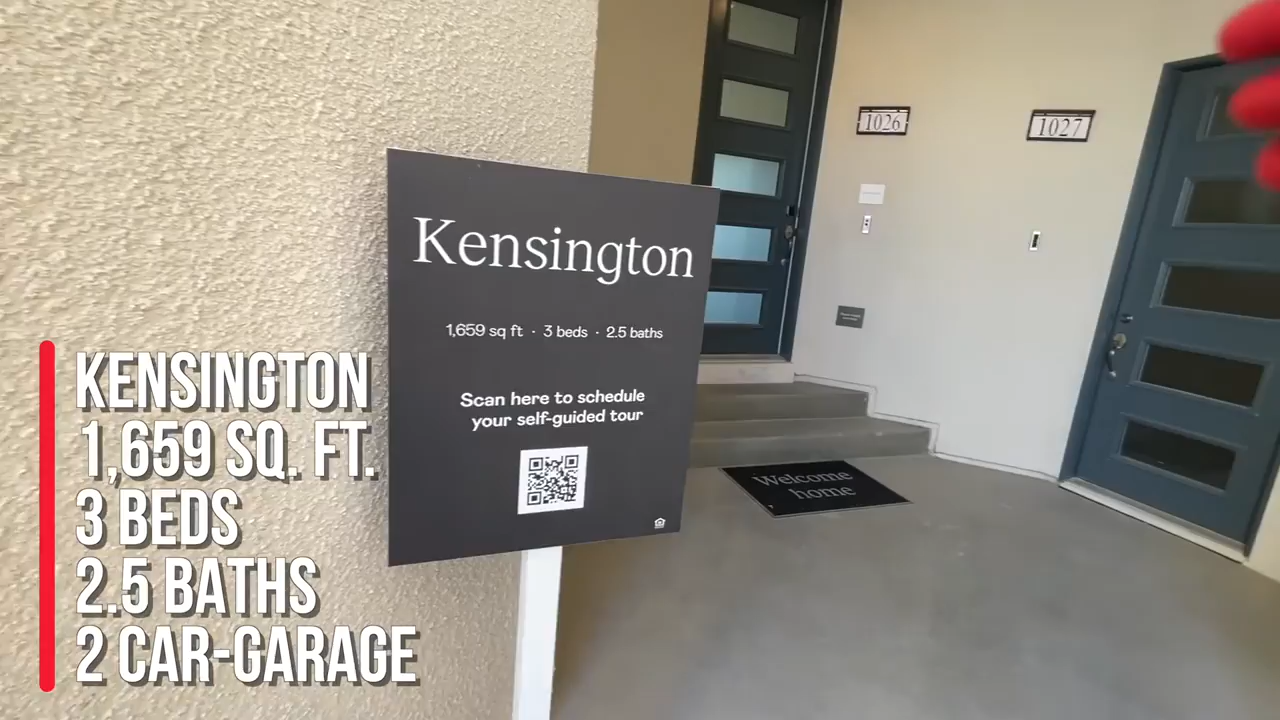 Kensington
1,659 sq ft · 3 beds · 2.5 baths
Scan here to schedule
your self-guided tour
1026
1027
Welcome
home
KENSINGTON
1,659 SQ. FT.
3 BEDS
2.5 BATHS
2 CAR-GARAGE